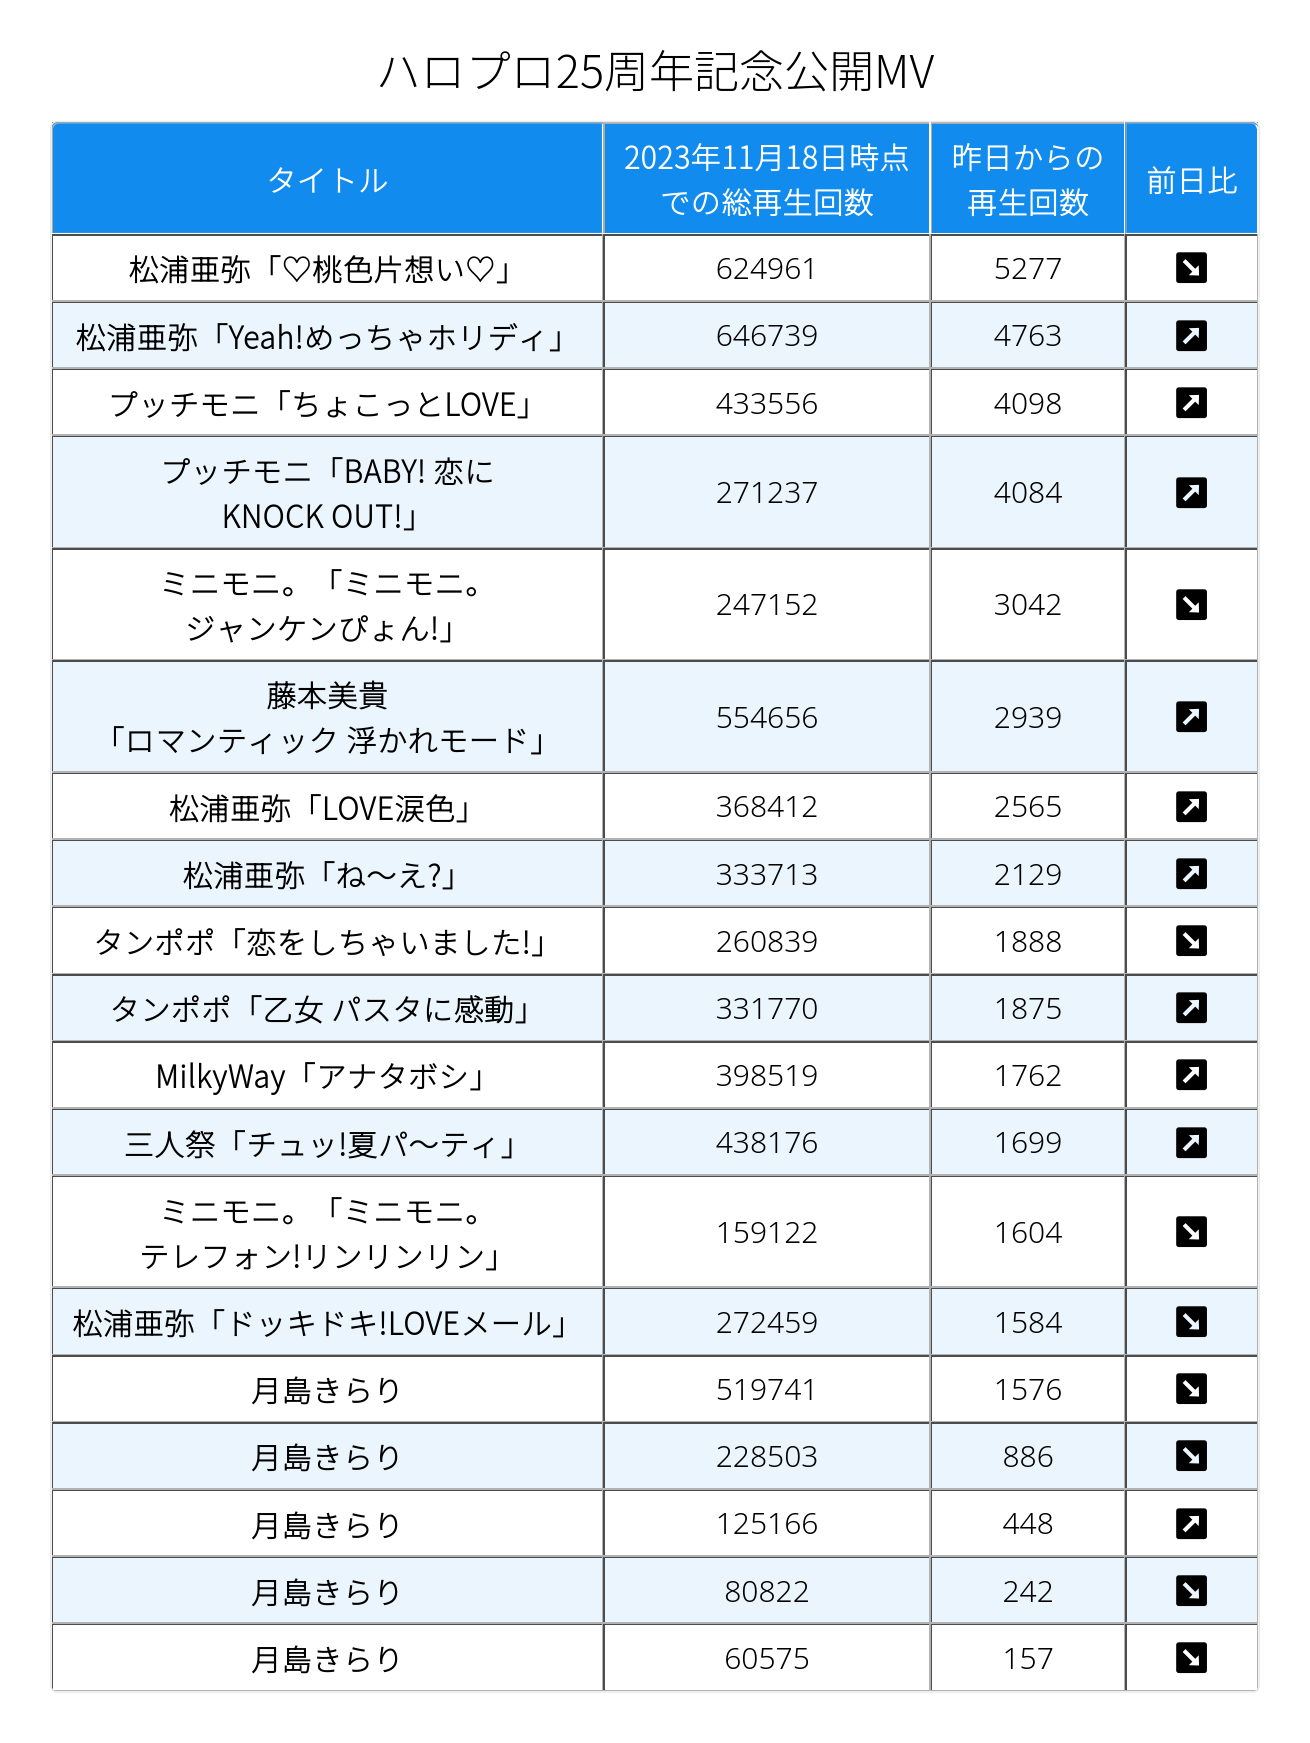 ハロプロ25周年記念公開MV
タイトル
2023年11月18日時点
での総再生回数
昨日からの
再生回数
前日比
松浦亜弥「♡桃色片想い♡」 624961 5277 ↘
松浦亜弥「Yeah!めっちゃホリディ」 646739 4763 ↗
プッチモニ「ちょこっとLOVE」 433556 4098 ↗
プッチモニ「BABY! 恋に
KNOCK OUT!」 271237 4084 ↗
ミニモニ。「ミニモニ。
ジャンケンぴょん!」 247152 3042 ↘
藤本美貴
「ロマンティック 浮かれモード」 554656 2939 ↗
松浦亜弥「LOVE涙色」 368412 2565 ↗
松浦亜弥「ね～え?」 333713 2129 ↗
タンポポ「恋をしちゃいました!」 260839 1888 ↘
タンポポ「乙女 パスタに感動」 331770 1875 ↗
MilkyWay「アナタボシ」 398519 1762 ↗
三人祭「チュッ!夏パ～ティ」 438176 1699 ↗
ミニモニ。「ミニモニ。
テレフォン!リンリンリン」 159122 1604 ↘
松浦亜弥「ドッキドキ!LOVEメール」 272459 1584 ↘
月島きらり 519741 1576 ↘
月島きらり 228503 886 ↘
月島きらり 125166 448 ↗
月島きらり 80822 242 ↘
月島きらり 60575 157 ↘